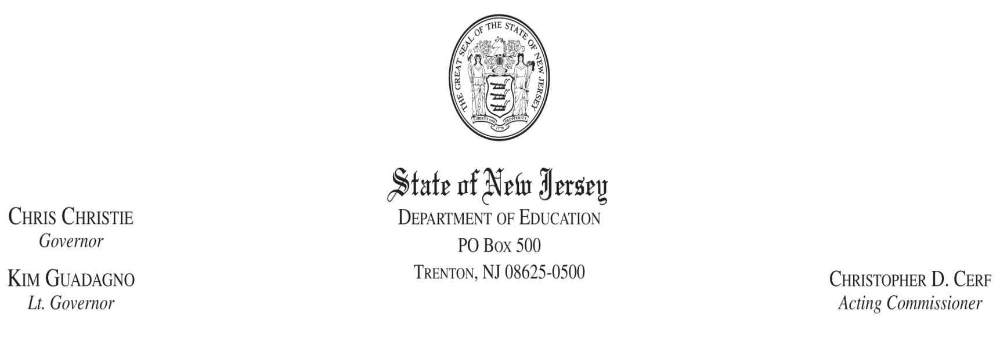 THE GREAT SEAL OF THE STATE OF NEW JERSEY
LIBERTY AND PROSPERITY
1776
State of New Jersey
DEPARTMENT OF EDUCATION
PO BOX 500
TRENTON, NJ 08625-0500
CHRIS CHRISTIE
Governor
KIM GUADAGNO
Lt. Governor
CHRISTOPHER D. CERF
Acting Commissioner